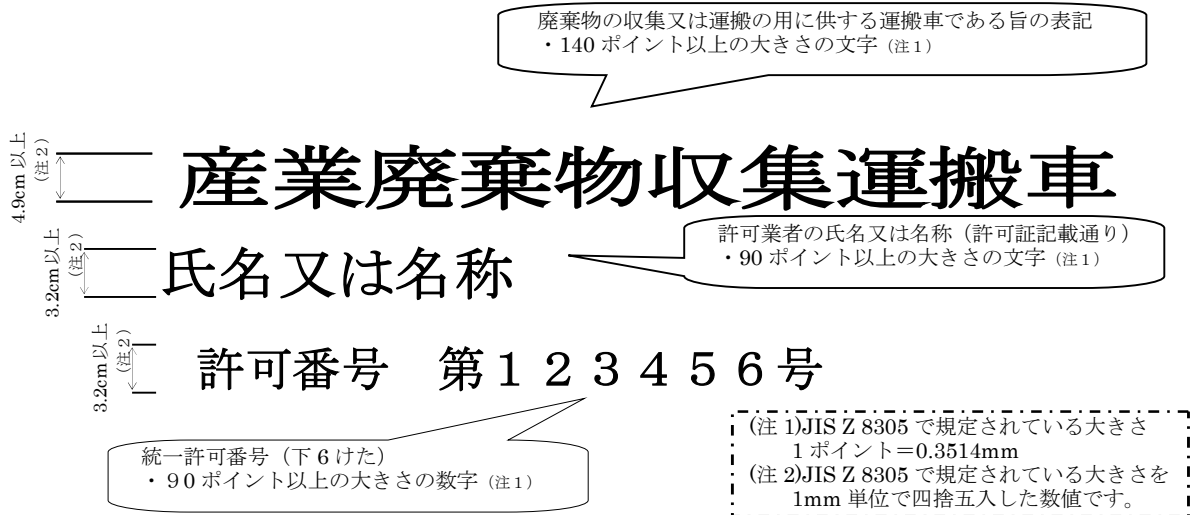 廃棄物の収集又は運搬の用に供する運搬車である旨の表記
・140 ポイント以上の大きさの文字（注１）
4.9cm 以上
（注２）
産業廃棄物収集運搬車
許可業者の氏名又は名称（許可証記載通り）
・90 ポイント以上の大きさの文字（注１）
3.2cm 以上
（注２）
氏名又は名称
3.2cm 以上
（注２）
許可番号　第１２３４５６号
統一許可番号（下 6 けた）
・９0 ポイント以上の大きさの数字（注１）
(注 1)JIS Z 8305 で規定されている大きさ
1 ポイント＝0.3514mm
(注 2)JIS Z 8305 で規定されている大きさを
1mm 単位で四捨五入した数値です。